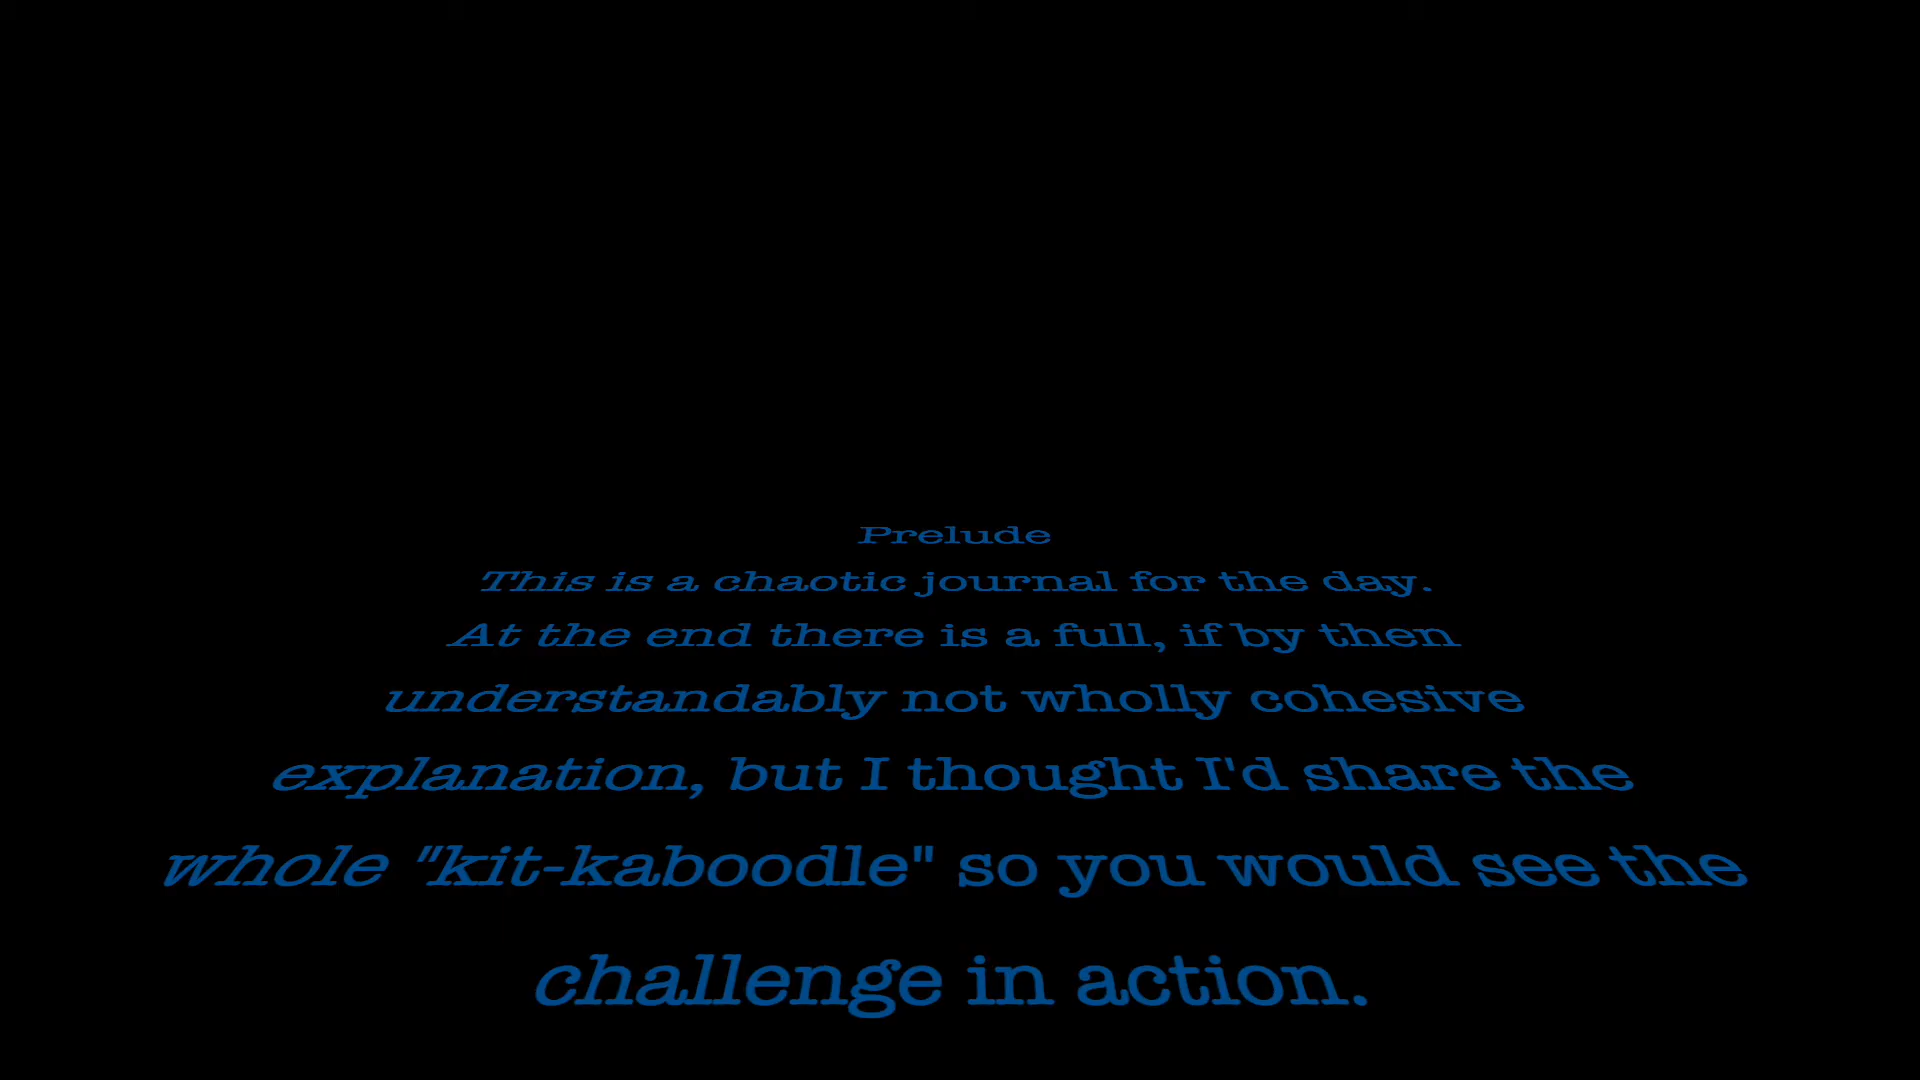 Prelude
This is a chaotic journal for the day.
At the end there is a full, if by then
understandably not wholly cohesive
explanation, but I thought I'd share the
whole "kit-kaboodle" so you would see the
challenge in action.